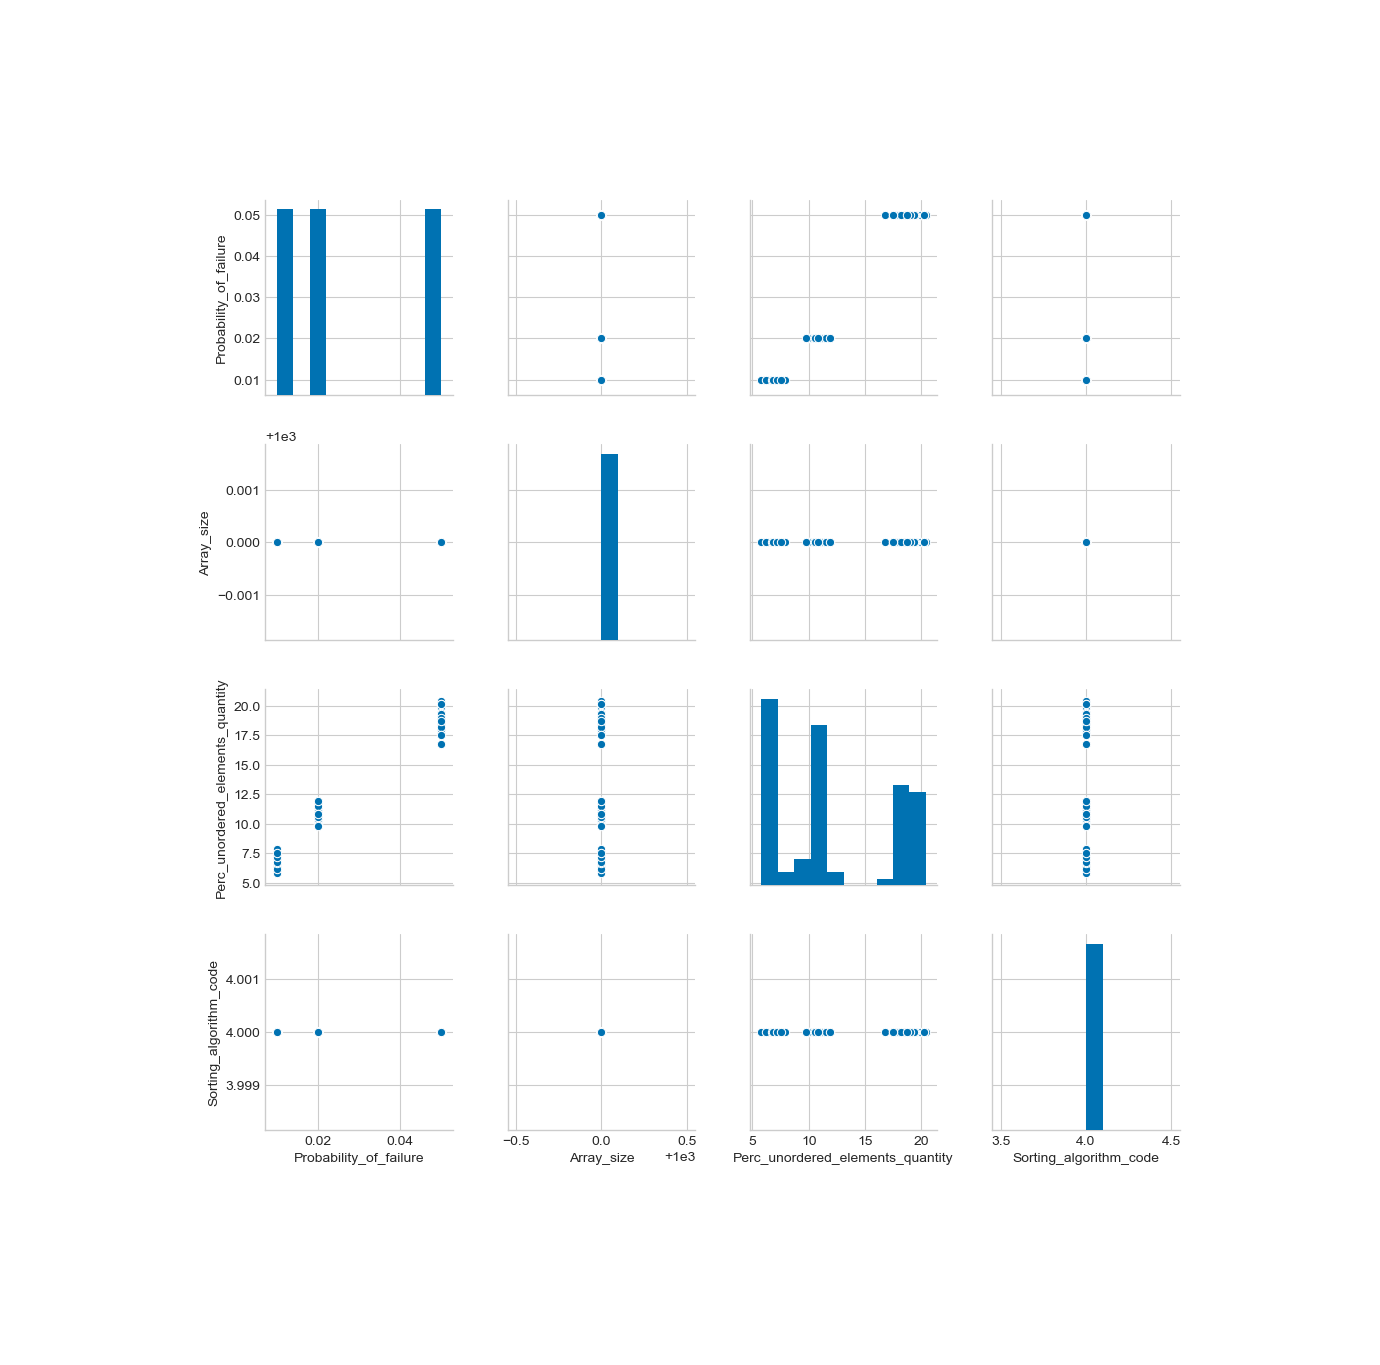 0.05
0.04
0.03
0.02
0.01
Probability_of_failure
+1e3
0.001
0.000
−0.001
Array_size
20.0
17.5
15.0
12.5
10.0
7.5
5.0
Perc_unordered_elements_quantity
4.001
4.000
3.999
Sorting_algorithm_code
0.02 0.04
Probability_of_failure
−0.5 0.0 0.5
+1e3
Array_size
5 10 15 20
Perc_unordered_elements_quantity
3.5 4.0 4.5
Sorting_algorithm_code